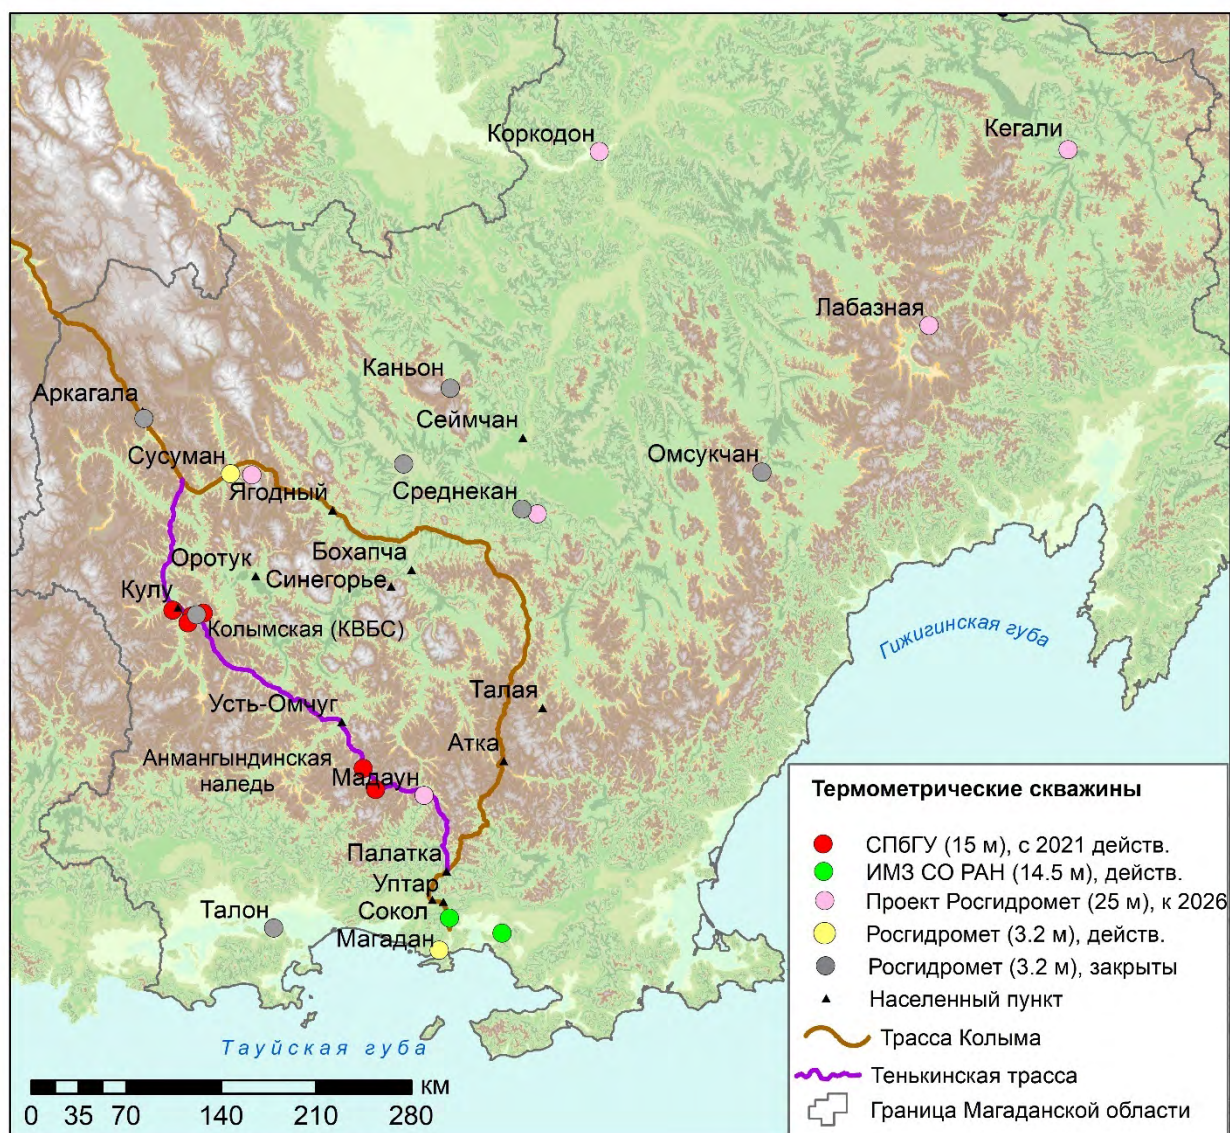 Коркодон
Кегали
Лабазная
Каньон
Аркагала
Сеймчан
Сусуман
Омсукчан
Ягодный
Среднекан
Бохапча
Оротук
Синегорье
Кулу
Колымская (КВБС)
Гижигинская губа
Талая
Усть-Омчуг
Атка
Анмангындинская
наледь
Мадаун
Палатка
Уптар
Сокол
Талон
Магадан
Тауйская губа
км
0 35 70 140 210 280
Термометрические скважины
СПбГУ (15 м), с 2021 действ.
ИМЗ СО РАН (14.5 м), действ.
Проект Росгидромет (25 м), к 2026
Росгидромет (3.2 м), действ.
Росгидромет (3.2 м), закрыты
Населенный пункт
Трасса Колыма
Тенькинская трасса
Граница Магаданской области